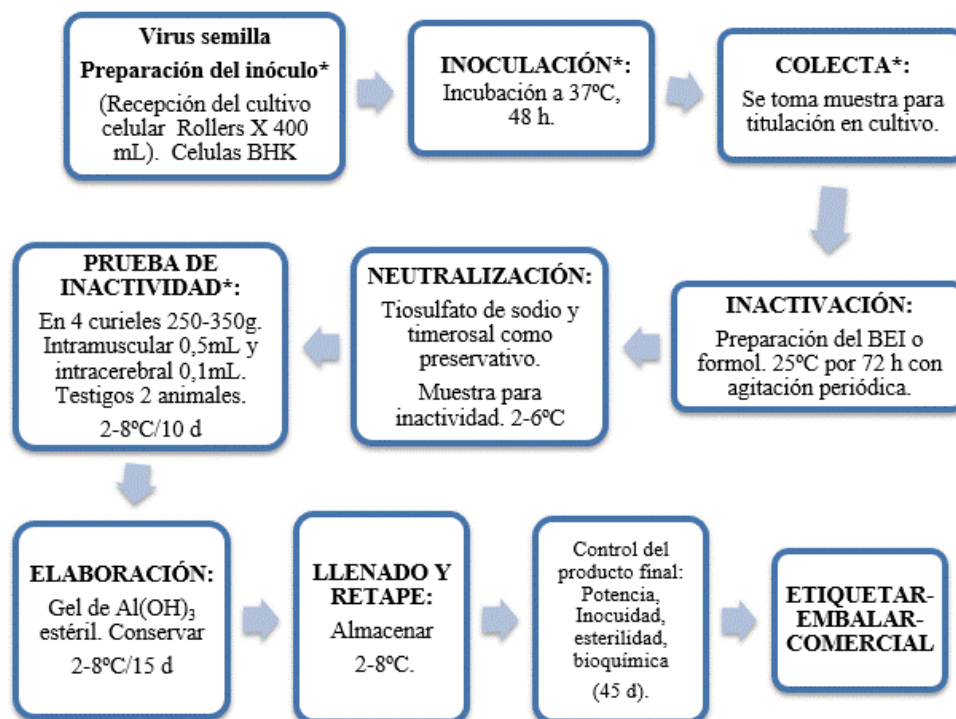 Virus semilla
Preparación del inóculo*
(Recepción del cultivo
celular Rollers X 400
mL). Celulas BHK
INOCULACIÓN*:
Incubación a 37ºC,
48 h.
COLECTA*:
Se toma muestra para
titulación en cultivo.
INACTIVACIÓN:
Preparación del BEI o
formol. 25ºC por 72 h con
agitación periódica.
NEUTRALIZACIÓN:
Tiosulfato de sodio y
timerosal como
preservativo.
Muestra para
inactividad. 2-6ºC
PRUEBA DE
INACTIVIDAD*:
En 4 curieles 250-350g.
Intramuscular 0,5mL y
intracerebral 0,1mL.
Testigos 2 animales.
2-8ºC/10 d
ELABORACIÓN:
Gel de Al(OH)₃
estéril. Conservar
2-8ºC/15 d
LLENADO Y
RETAPE:
Almacenar
2-8ºC.
Control del
producto final:
Potencia,
Inocuidad,
esterilidad,
bioquímica
(45 d).
ETIQUETAR-
EMBALAR-
COMERCIAL